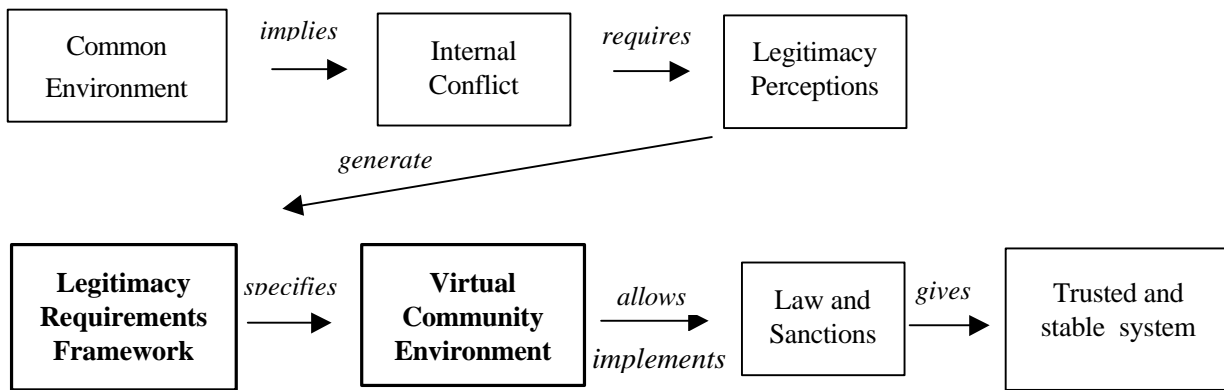 Common
Environment
implies
Internal
Conflict
requires
Legitimacy
Perceptions
generate
Legitimacy
Requirements
Framework
specifies
Virtual
Community
Environment
allows
implements
Law and
Sanctions
gives
Trusted and
stable system